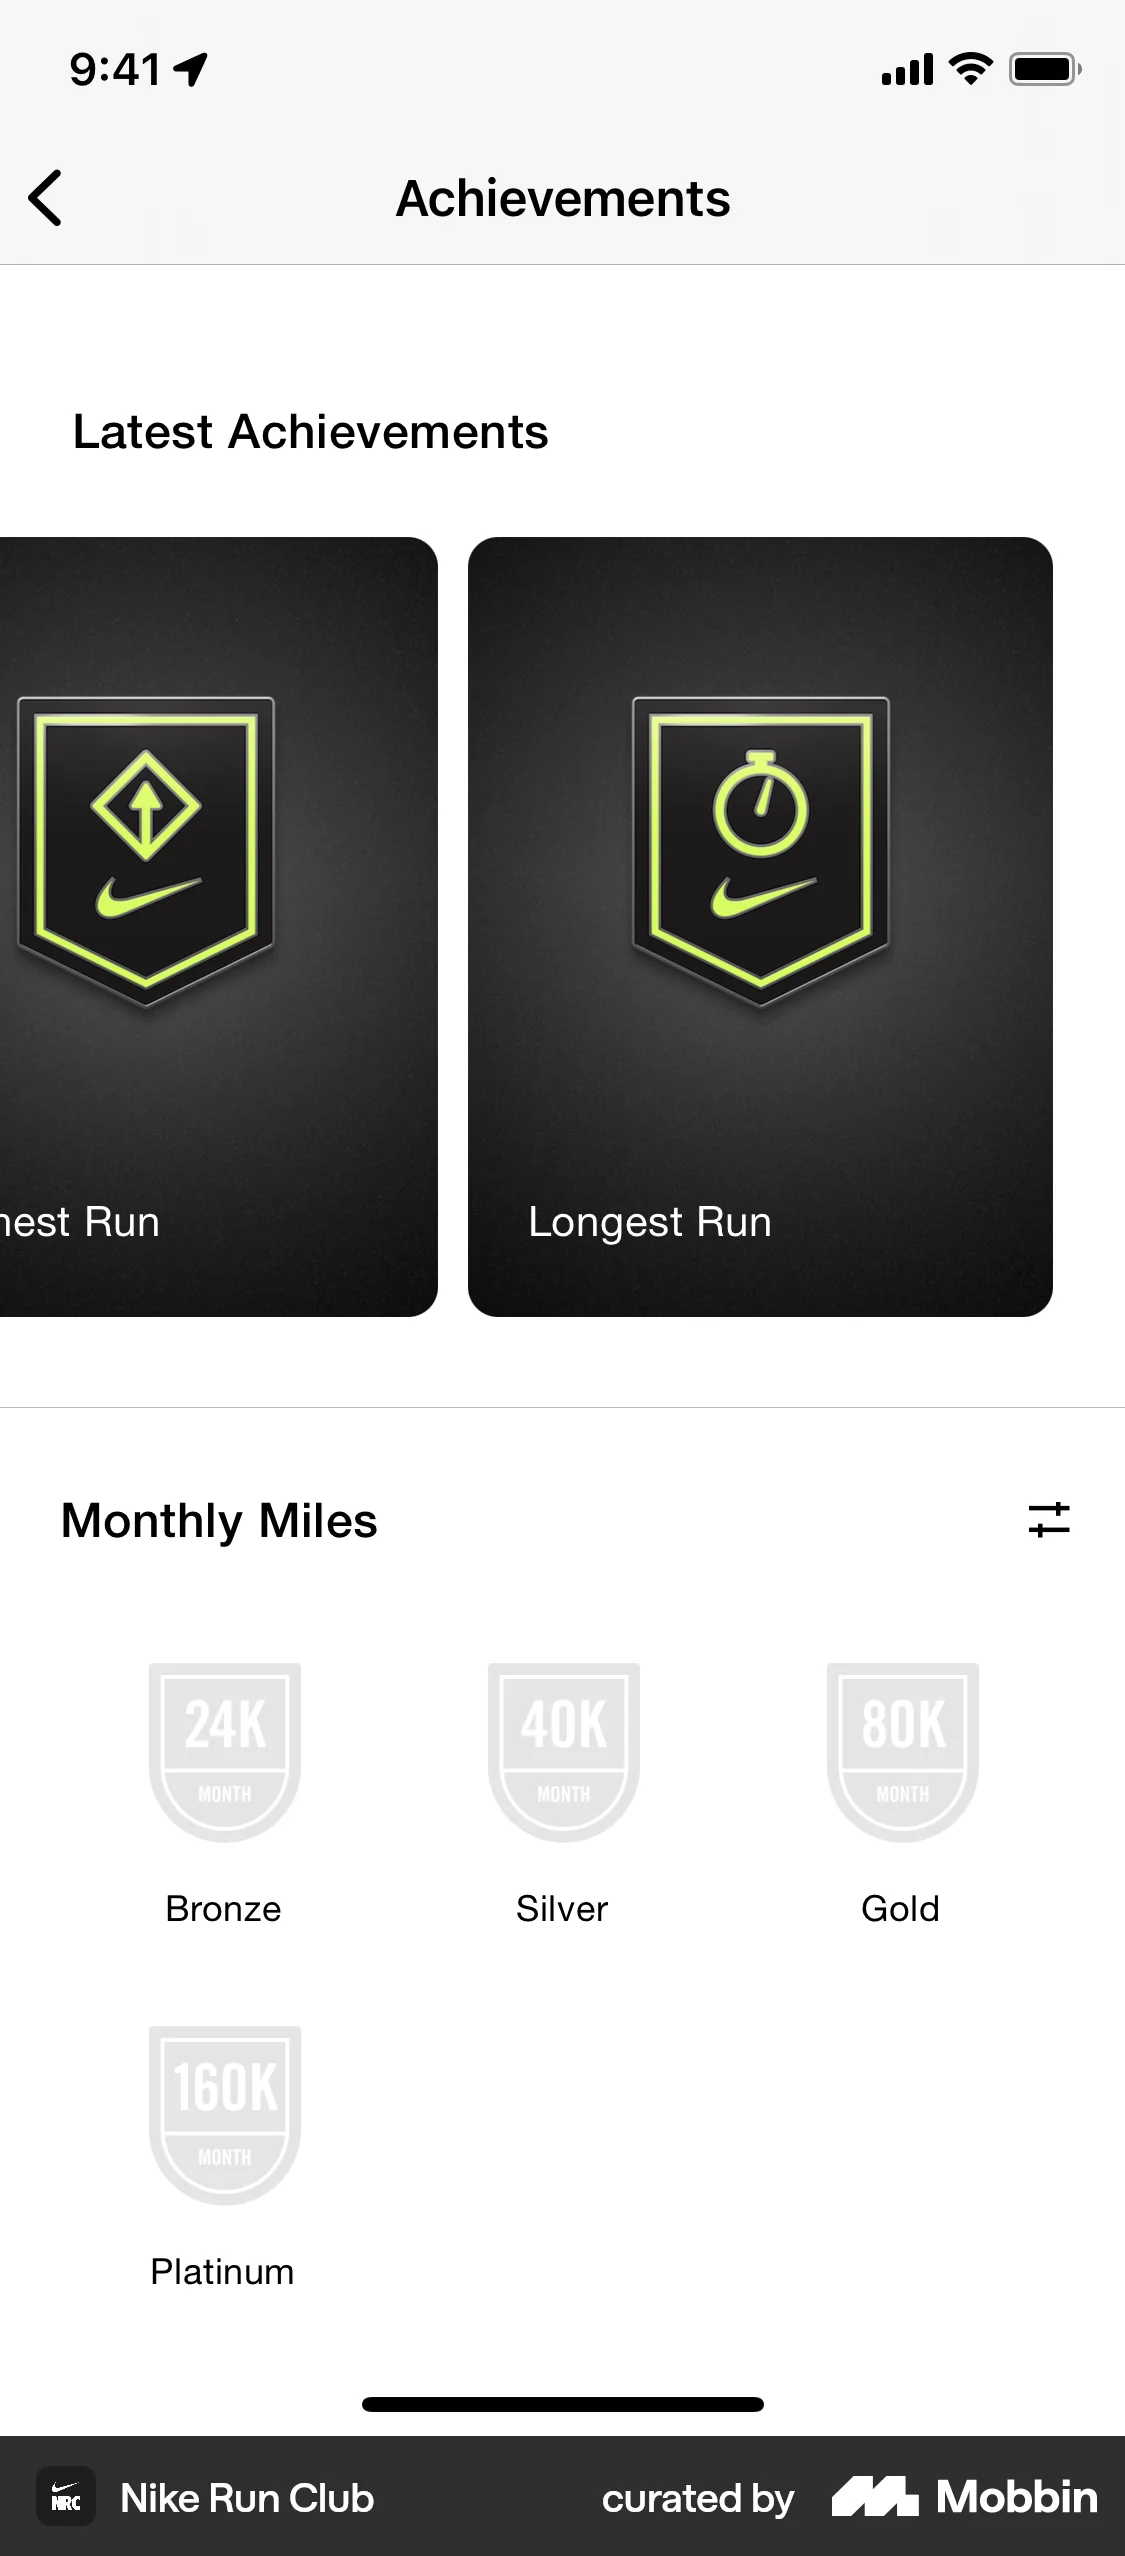 9:41
Achievements
Latest Achievements
nest Run
Longest Run
Monthly Miles
24K
MONTH
40K
MONTH
80K
MONTH
Bronze
Silver
Gold
160K
MONTH
Platinum
NRC
Nike Run Club
curated by
Mobbin